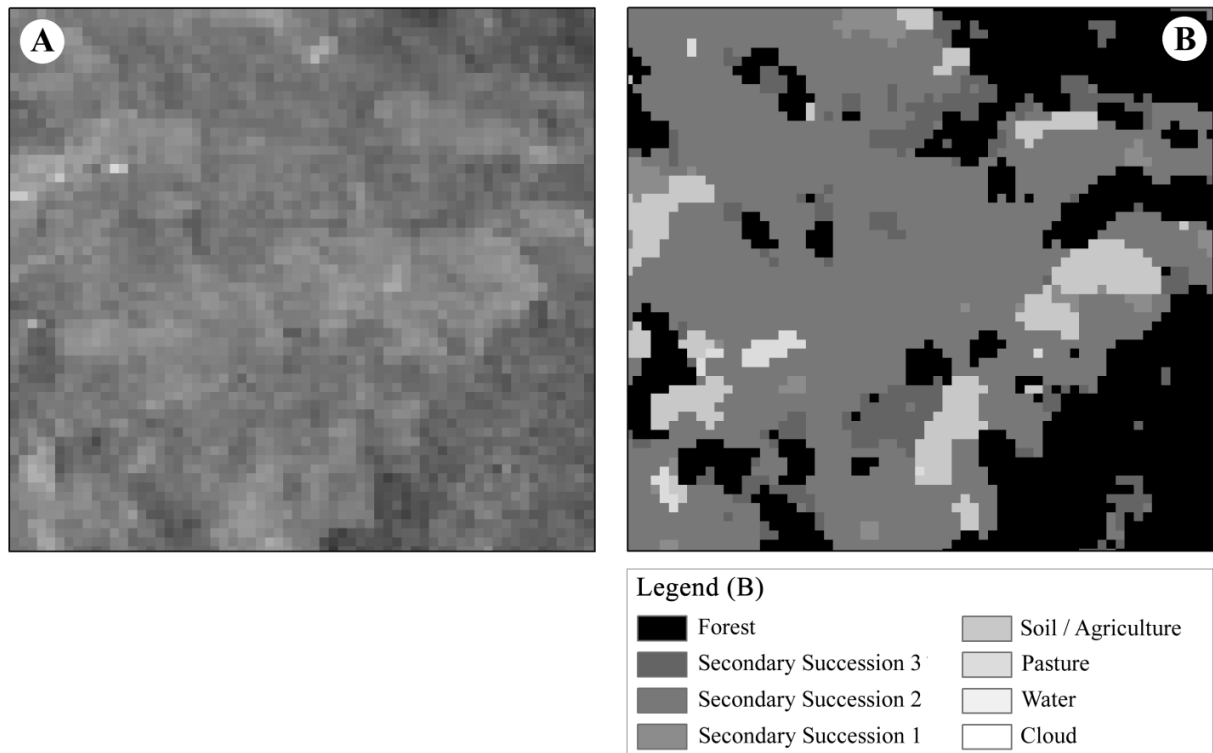 A
B
Legend (B)
Forest
Secondary Succession 3
Secondary Succession 2
Secondary Succession 1
Soil / Agriculture
Pasture
Water
Cloud